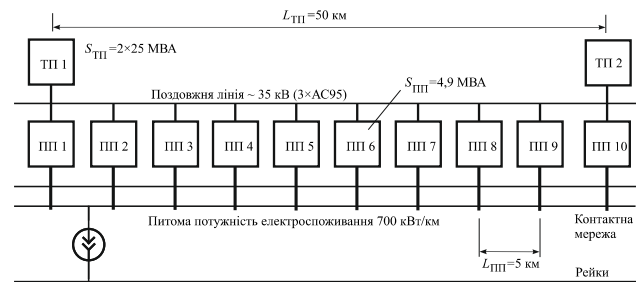 L_ТП=50 км
ТП 1
S_ТП=2×25 МВА
ТП 2
S_ПП=4,9 МВА
Поздовжня лінія ~ 35 кВ (3×АС95)
ПП 1 ПП 2 ПП 3 ПП 4 ПП 5 ПП 6 ПП 7 ПП 8 ПП 9 ПП 10
Питома потужність електроспоживання 700 кВт/км
Контактна
мережа
L_ПП=5 км
Рейки